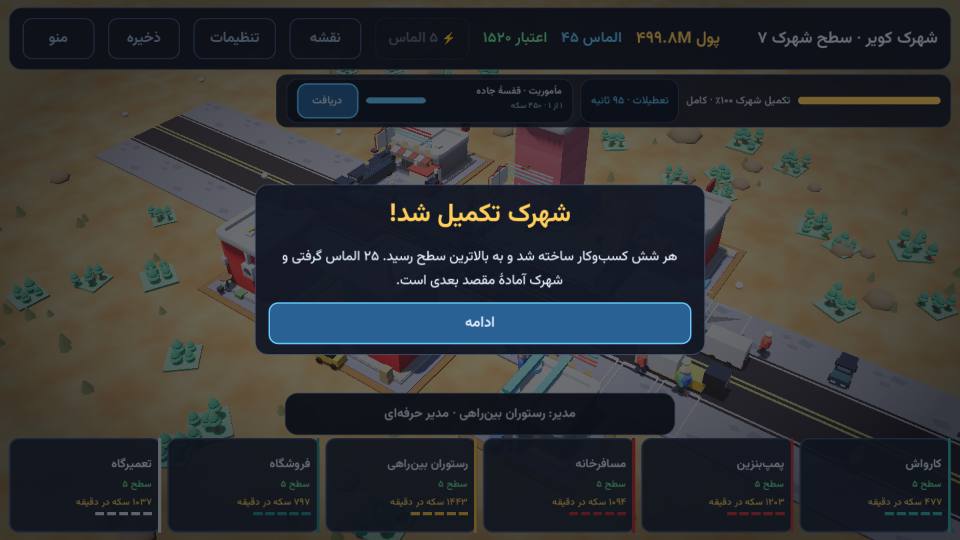 شهرک کویر · سطح شهرک ۷
پول ۴۹۹.۸M
الماس ۴۵
اعتبار ۱۵۲۰
⚡ ۵ الماس
نقشه
تنظیمات
ذخیره
منو
تکمیل شهرک ۱۰۰٪ · کامل
تعطیلات · ۹۵ ثانیه
مأموریت · قفسهٔ جاده
۱ از ۱ · ۳۵۰ سکه
دریافت
شهرک تکمیل شد!
هر شش کسب‌وکار ساخته شد و به بالاترین سطح رسید. ۲۵ الماس گرفتی و
شهرک آمادهٔ مقصد بعدی است.
ادامه
مدیر: رستوران بین‌راهی · مدیر حرفه‌ای
کارواش
سطح ۵
۴۷۷ سکه در دقیقه
پمپ‌بنزین
سطح ۵
۱۲۰۳ سکه در دقیقه
مسافرخانه
سطح ۵
۱۰۹۴ سکه در دقیقه
رستوران بین‌راهی
سطح ۵
۱۴۴۳ سکه در دقیقه
فروشگاه
سطح ۵
۷۹۷ سکه در دقیقه
تعمیرگاه
سطح ۵
۱۰۳۷ سکه در دقیقه